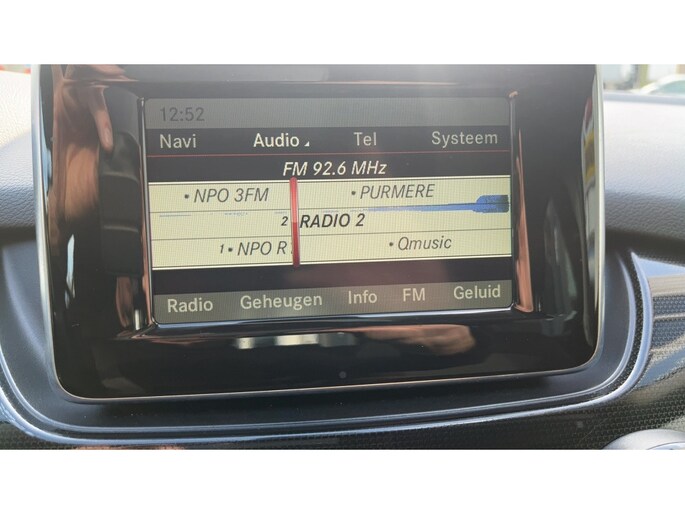 12:52
Navi Audio Tel Systeem
FM 92.6 MHz
• NPO 3FM • PURMERE
2 RADIO 2
1 • NPO R • Qmusic
Radio Geheugen Info FM Geluid